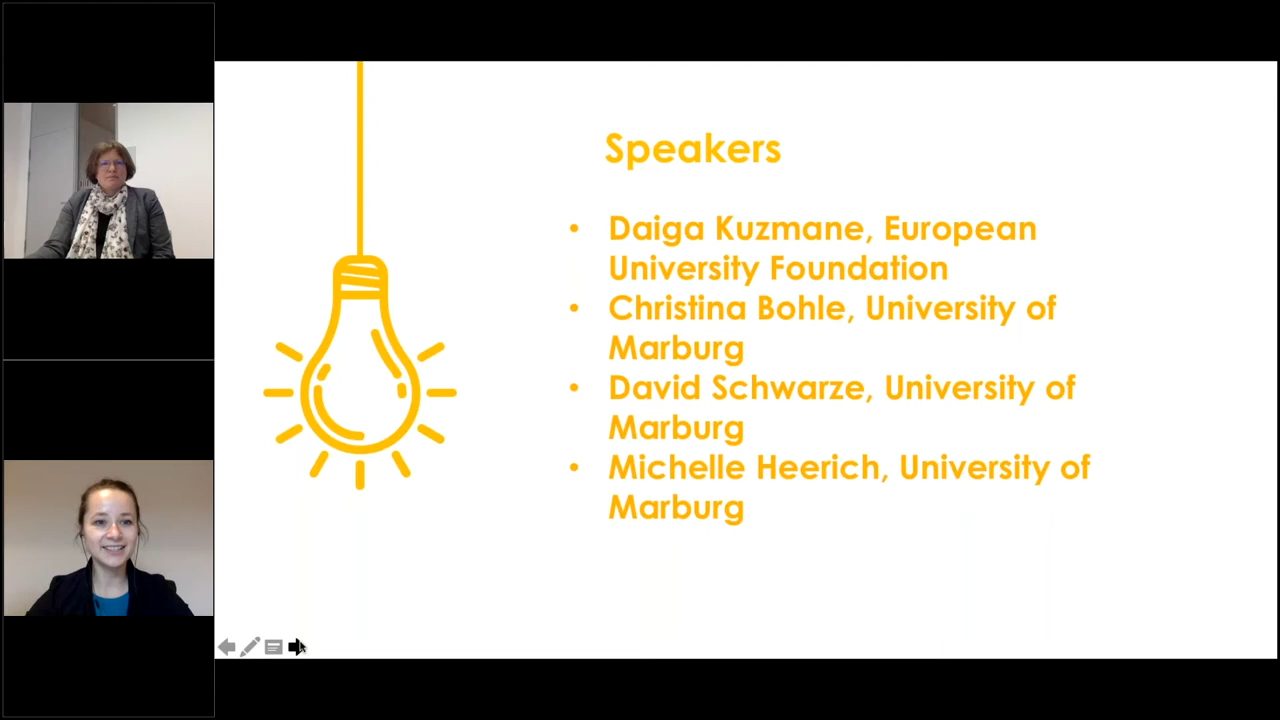 Speakers
• Daiga Kuzmane, European
University Foundation
• Christina Bohle, University of
Marburg
• David Schwarze, University of
Marburg
• Michelle Heerich, University of
Marburg